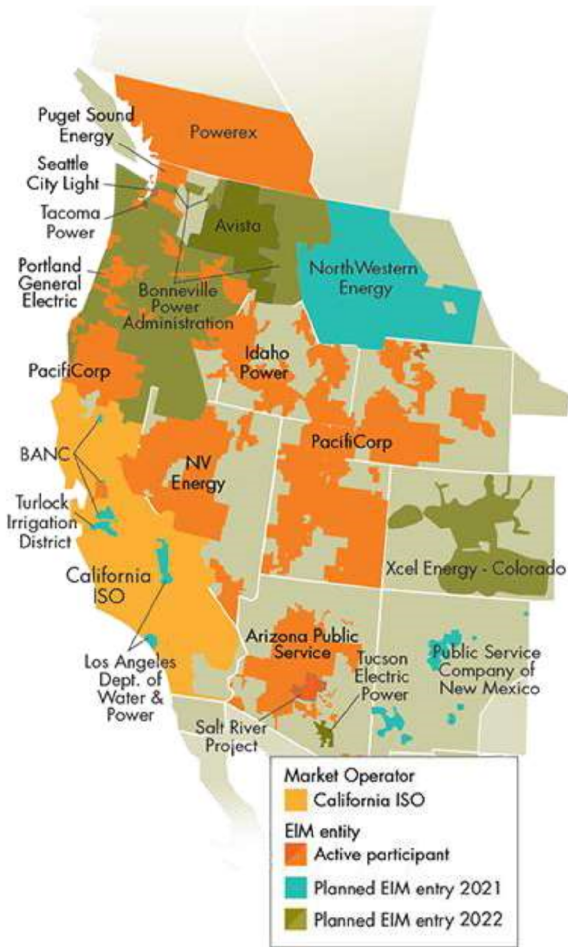 Puget Sound
Energy
Powerex
Seattle
City Light
Tacoma
Power
Avista
Portland
General
Electric
Bonneville
Power
Administration
NorthWestern
Energy
PacifiCorp
Idaho
Power
BANC
NV
Energy
PacifiCorp
Turlock
Irrigation
District
California
ISO
Xcel Energy - Colorado
Los Angeles
Dept. of
Water &
Power
Arizona Public
Service
Tucson
Electric
Power
Public Service
Company of
New Mexico
Salt River
Project
Market Operator
California ISO
EIM entity
Active participant
Planned EIM entry 2021
Planned EIM entry 2022